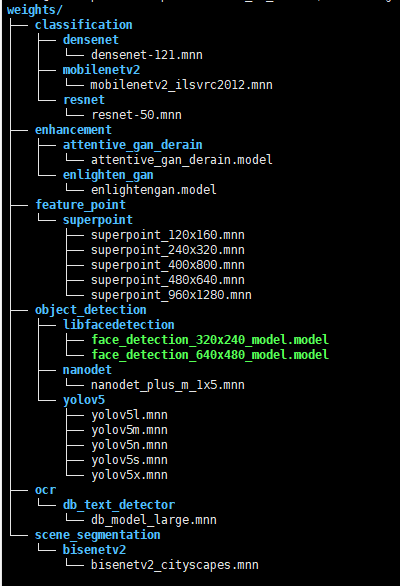 weights/
├── classification
│   ├── densenet
│   │   └── densenet-121.mnn
│   ├── mobilenetv2
│   │   └── mobilenetv2_ilsvrc2012.mnn
│   └── resnet
│       └── resnet-50.mnn
├── enhancement
│   ├── attentive_gan_derain
│   │   └── attentive_gan_derain.model
│   └── enlighten_gan
│       └── enlightengan.model
├── feature_point
│   └── superpoint
│       ├── superpoint_120x160.mnn
│       ├── superpoint_240x320.mnn
│       ├── superpoint_400x800.mnn
│       ├── superpoint_480x640.mnn
│       └── superpoint_960x1280.mnn
├── object_detection
│   ├── libfacedetection
│   │   ├── face_detection_320x240_model.model
│   │   └── face_detection_640x480_model.model
│   ├── nanodet
│   │   └── nanodet_plus_m_1x5.mnn
│   └── yolov5
│       ├── yolov5l.mnn
│       ├── yolov5m.mnn
│       ├── yolov5n.mnn
│       ├── yolov5s.mnn
│       └── yolov5x.mnn
├── ocr
│   └── db_text_detector
│       └── db_model_large.mnn
└── scene_segmentation
    └── bisenetv2
        └── bisenetv2_cityscapes.mnn